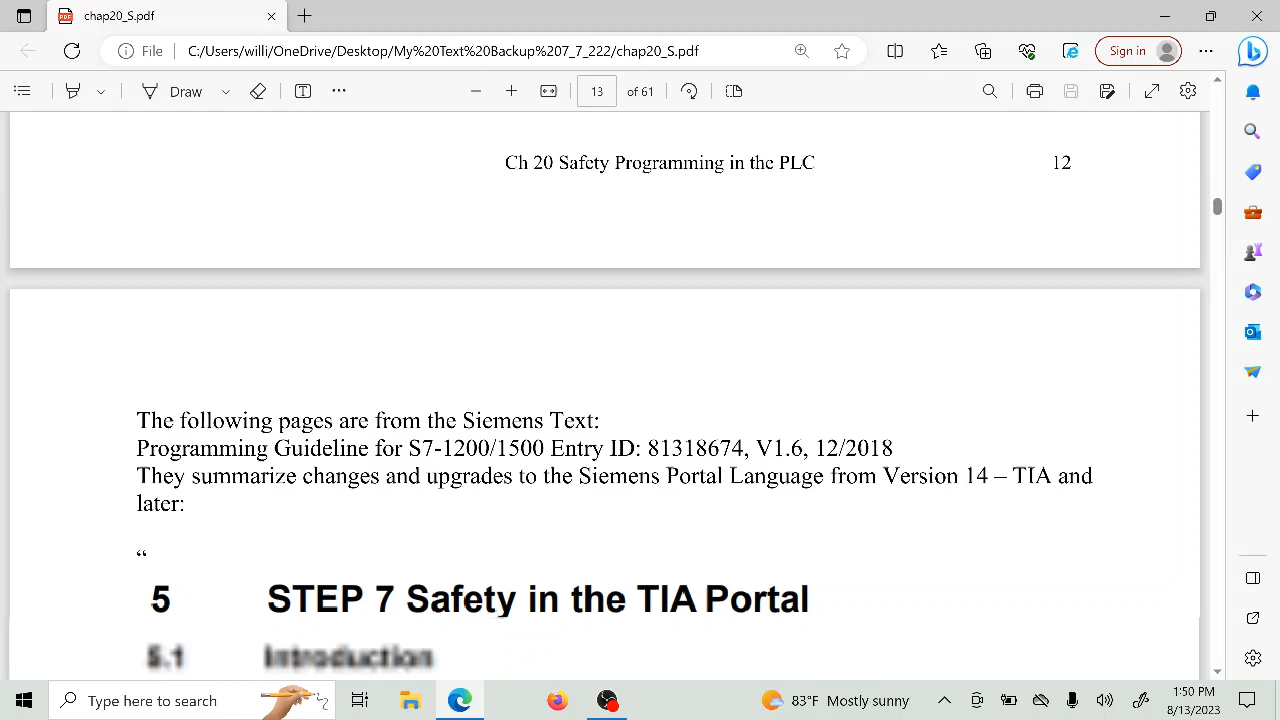 chap20_S.pdf
File
C:/Users/willi/OneDrive/Desktop/My%20Text%20Backup%207_7_222/chap20_S.pdf
Sign in
Draw
13
of 61
Ch 20 Safety Programming in the PLC 12
The following pages are from the Siemens Text:
Programming Guideline for S7-1200/1500 Entry ID: 81318674, V1.6, 12/2018
They summarize changes and upgrades to the Siemens Portal Language from Version 14 – TIA and
later:
“
5 STEP 7 Safety in the TIA Portal
5.1 Introduction
Type here to search
83°F Mostly sunny
1:50 PM
8/13/2023